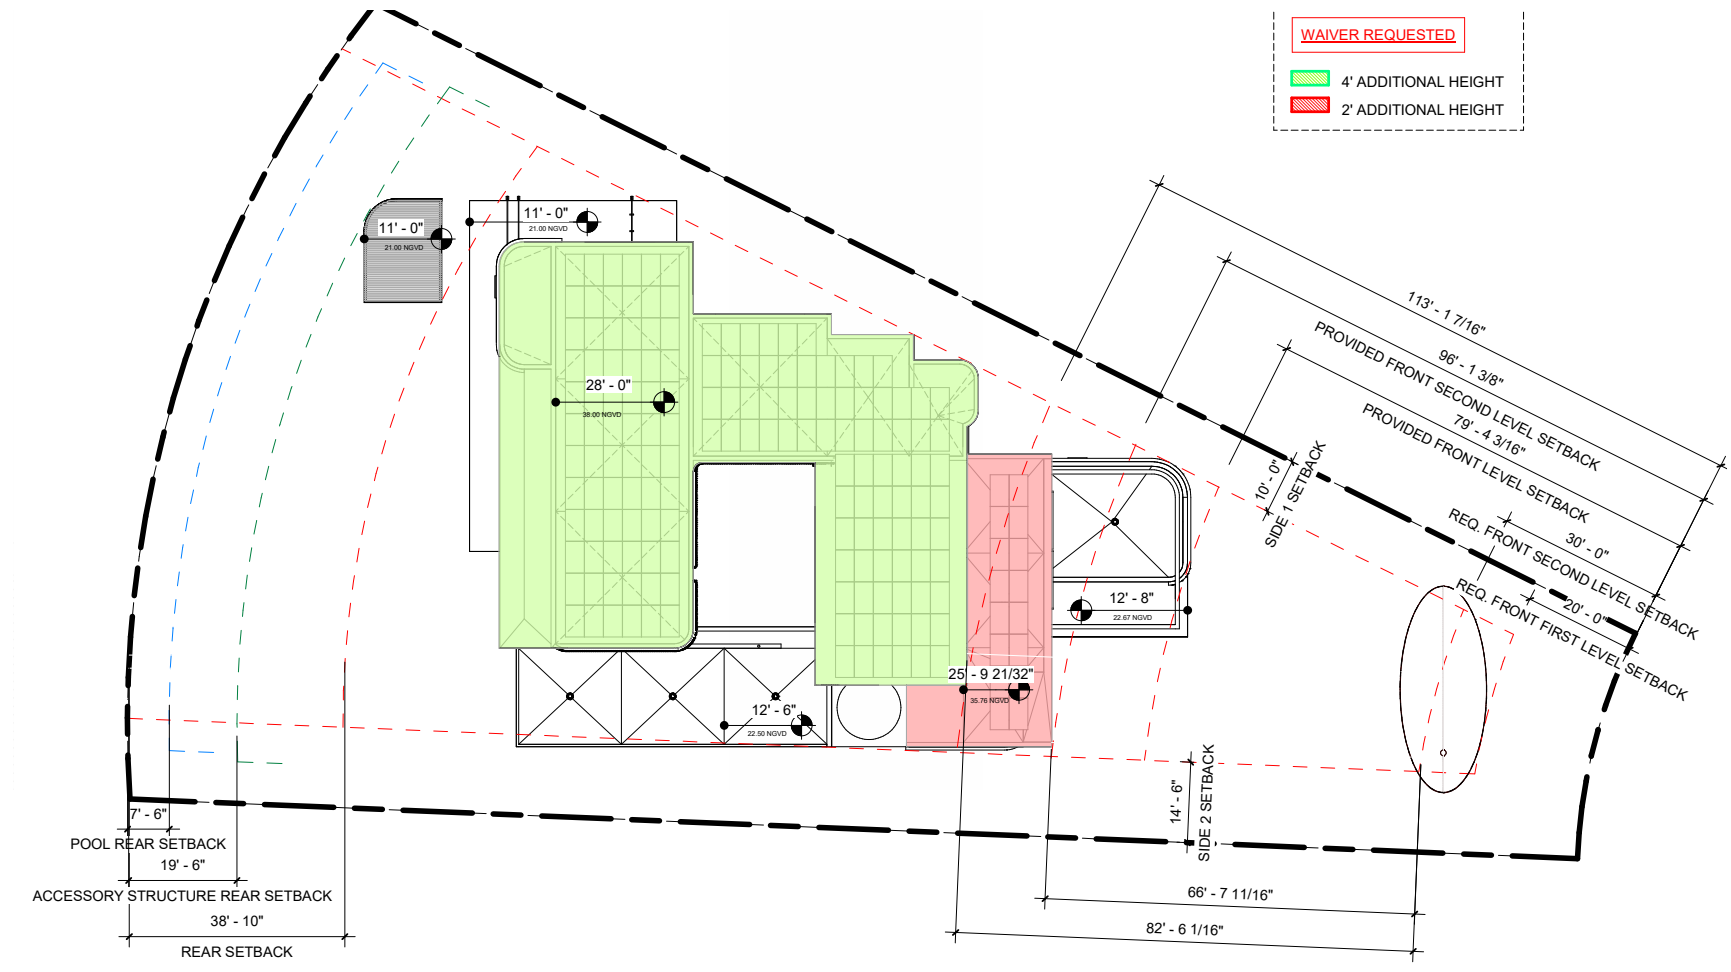 WAIVER REQUESTED
4' ADDITIONAL HEIGHT
2' ADDITIONAL HEIGHT
11' - 0"
21.00 NGVD
11' - 0"
21.00 NGVD
28' - 0"
38.00 NGVD
113' - 1 7/16"
PROVIDED FRONT SECOND LEVEL SETBACK
96' - 1 3/8"
PROVIDED FRONT LEVEL SETBACK
79' - 4 3/16"
10' - 0"
SIDE 1 SETBACK
REQ. FRONT SECOND LEVEL SETBACK
30' - 0"
REQ. FRONT FIRST LEVEL SETBACK
20' - 0"
12' - 8"
22.67 NGVD
25' - 9 21/32"
35.76 NGVD
12' - 6"
22.50 NGVD
14' - 6"
SIDE 2 SETBACK
7' - 6"
POOL REAR SETBACK
19' - 6"
ACCESSORY STRUCTURE REAR SETBACK
38' - 10"
REAR SETBACK
66' - 7 11/16"
82' - 6 1/16"